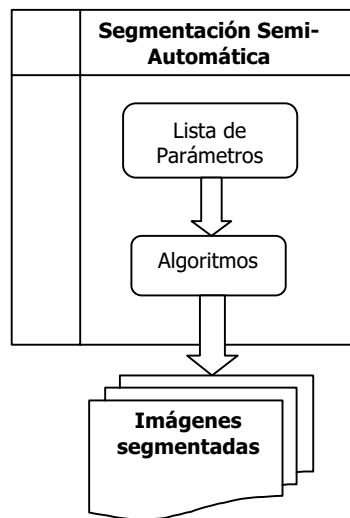 Segmentación Semi-
Automática
Lista de
Parámetros
Algoritmos
Imágenes
segmentadas